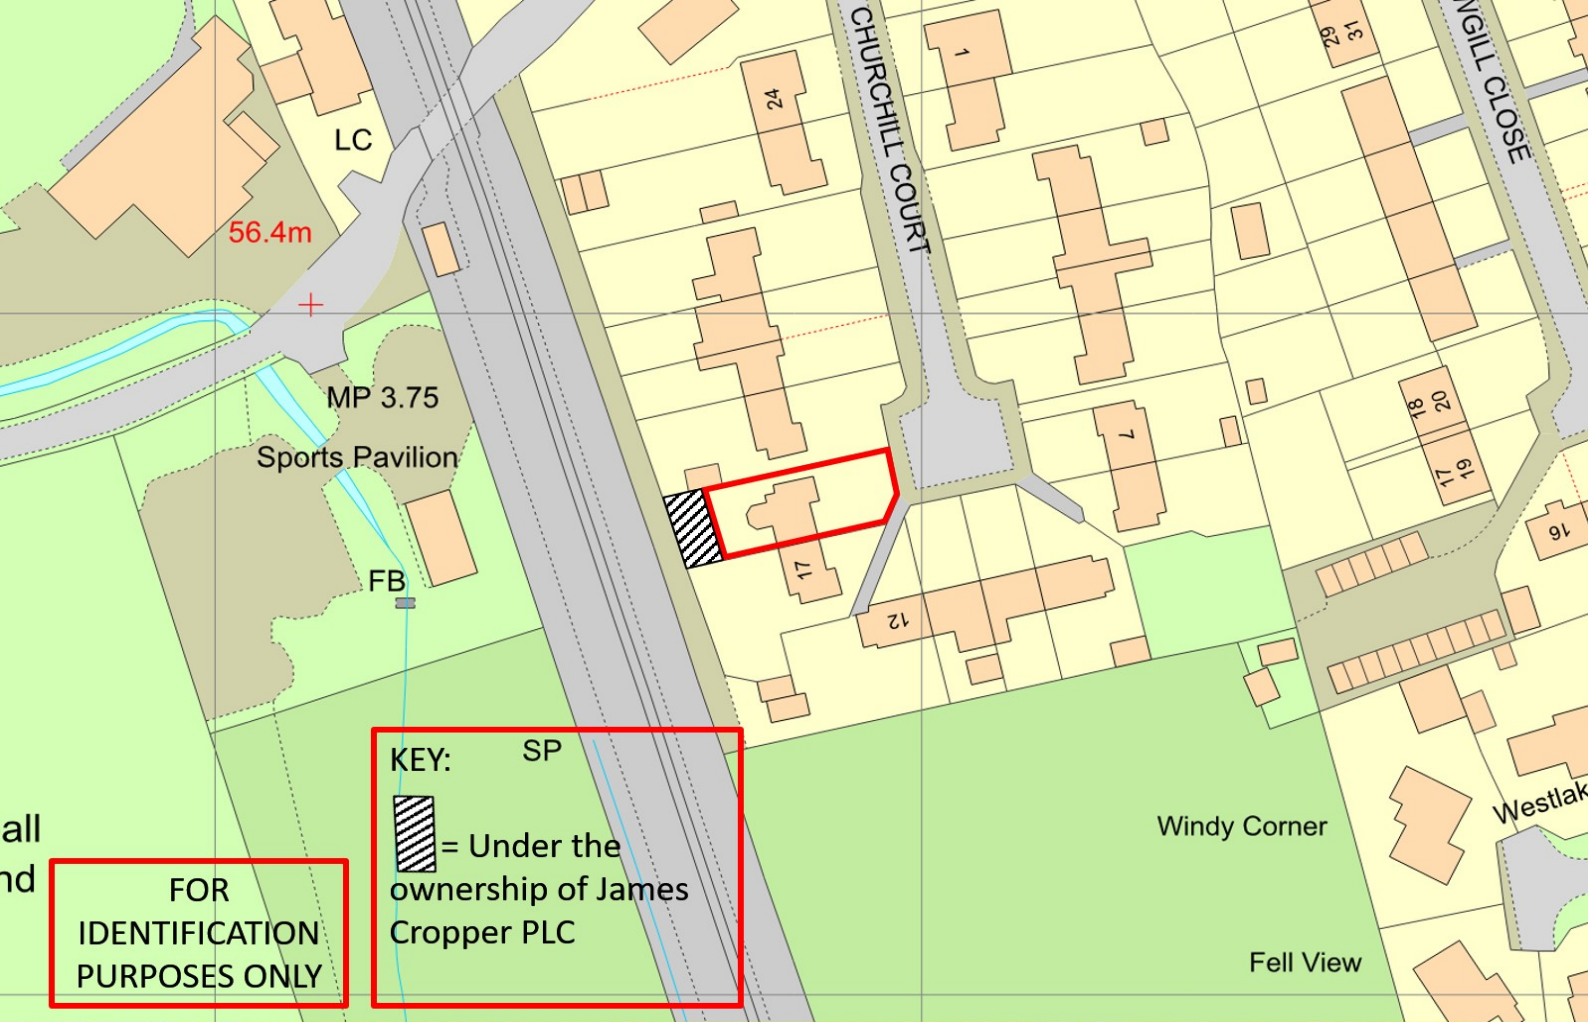 CHURCHILL COURT
1
29
31
NGILL CLOSE
24
LC
56.4m
MP 3.75
Sports Pavilion
7
18
20
17
19
16
FB
17
12
KEY:
SP
= Under the
ownership of James
Cropper PLC
Windy Corner
Westlak
all
nd
FOR
IDENTIFICATION
PURPOSES ONLY
Fell View